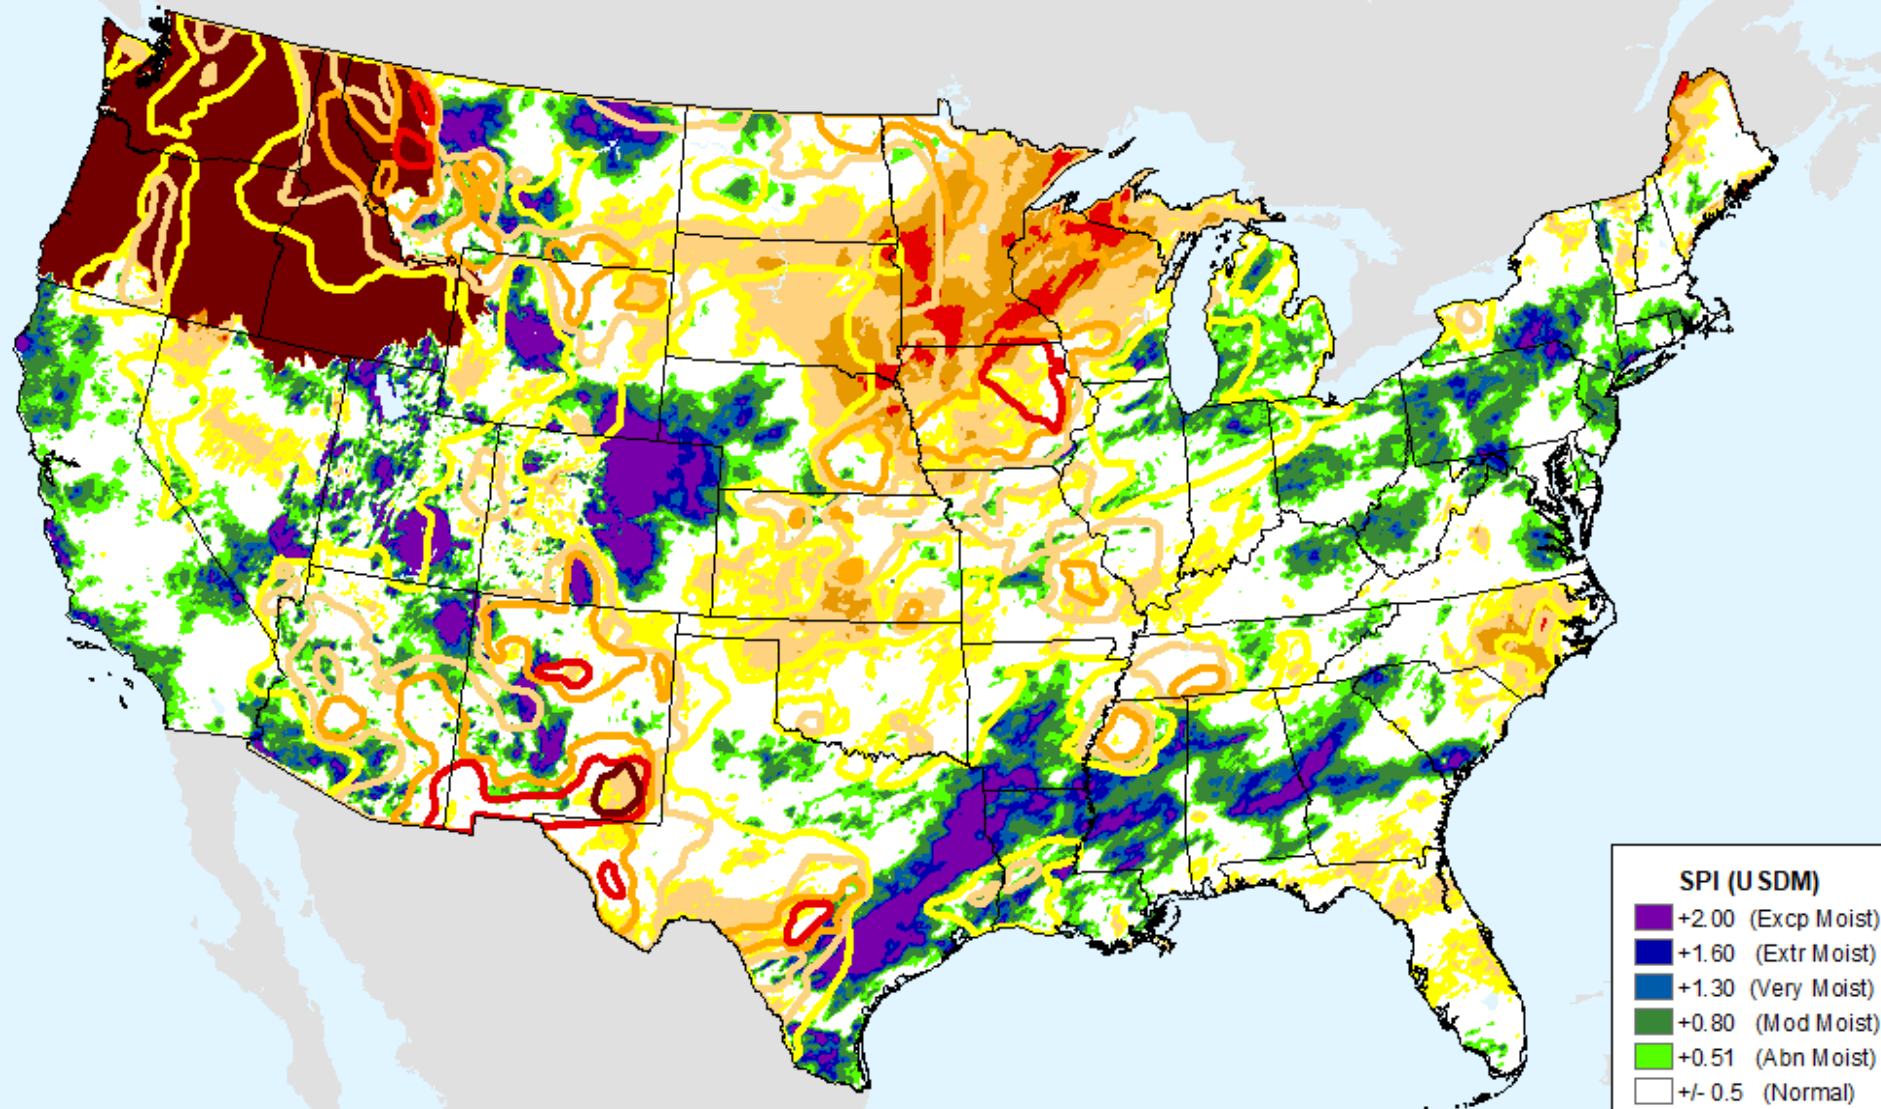 SPI (USDM)
+2.00 (Excp Moist)
+1.60 (Extr Moist)
+1.30 (Very Moist)
+0.80 (Mod Moist)
+0.51 (Abn Moist)
+/- 0.5 (Normal)